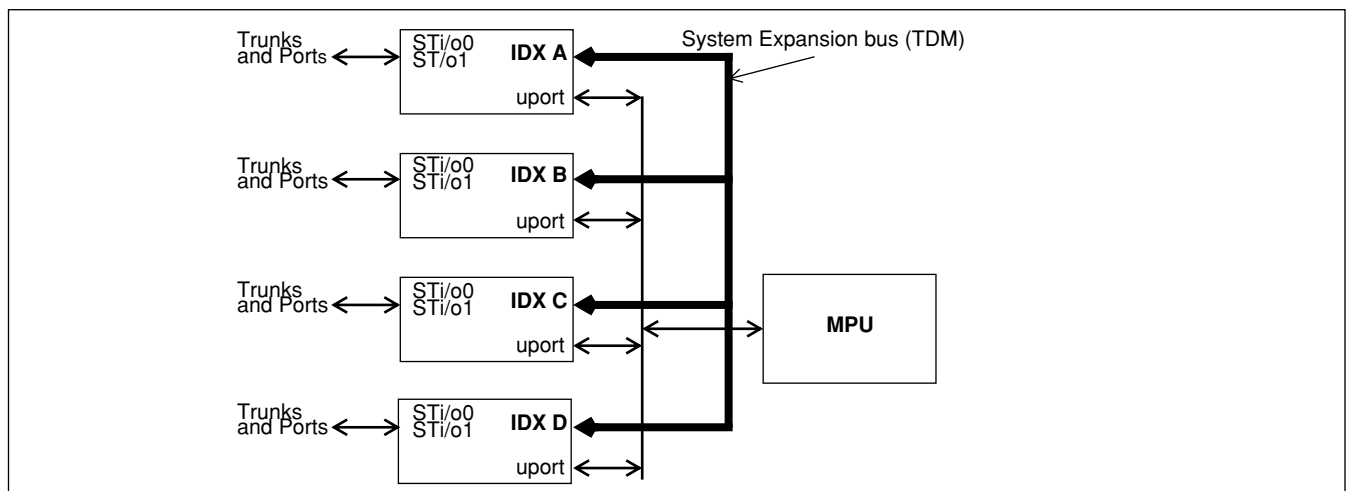 System Expansion bus (TDM)
Trunks
and Ports
STi/o0
ST/o1
IDX A
uport
Trunks
and Ports
STi/o0
STi/o1
IDX B
uport
Trunks
and Ports
STi/o0
STi/o1
IDX C
uport
MPU
Trunks
and Ports
STi/o0
STi/o1
IDX D
uport